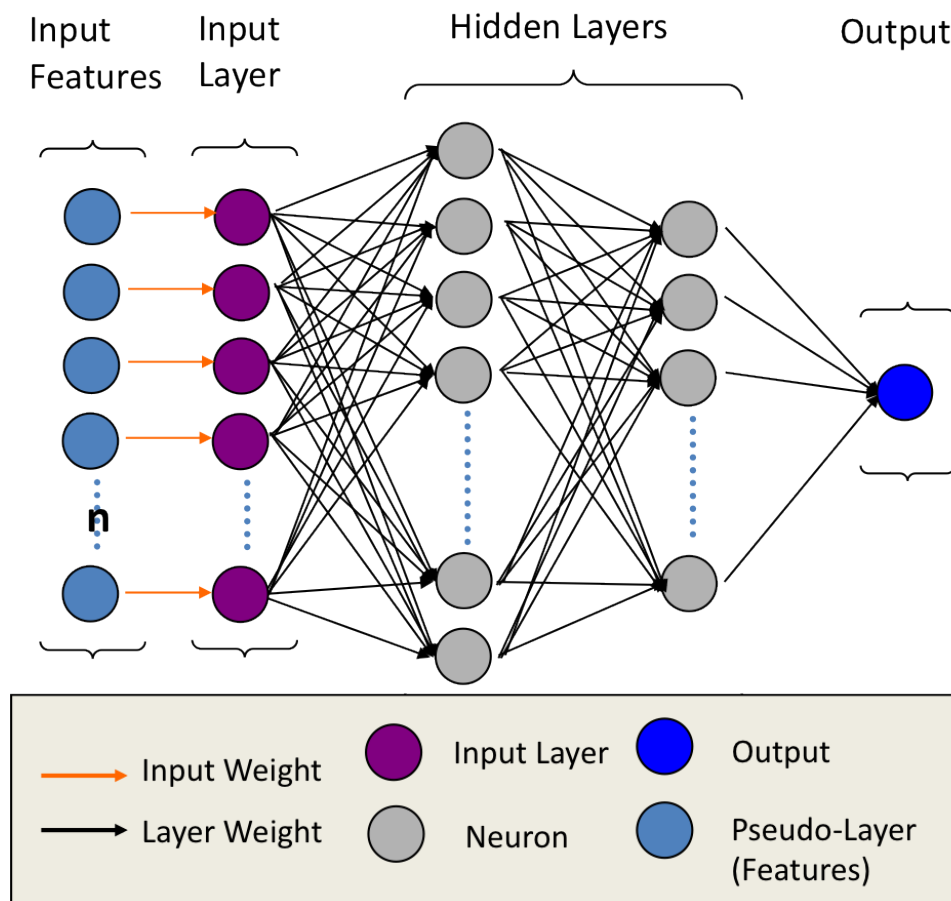 Input
Features
Input
Layer
Hidden Layers
Output
n
Input Weight
Layer Weight
Input Layer
Neuron
Output
Pseudo-Layer
(Features)